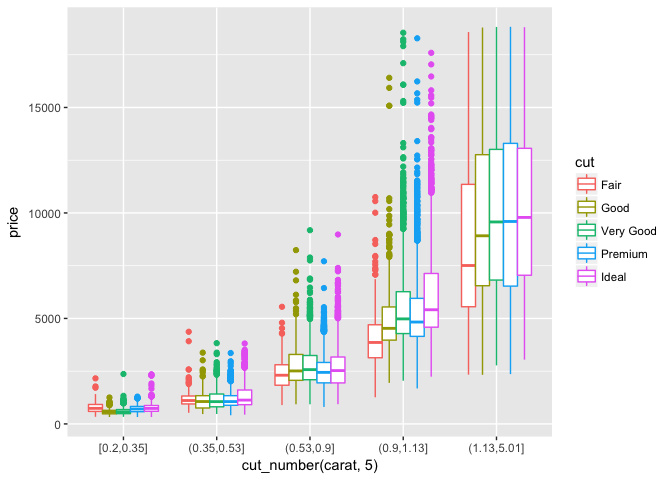 15000
10000
5000
0
price
[0.2,0.35]
(0.35,0.53]
(0.53,0.9]
(0.9,1.13]
(1.13,5.01]
cut_number(carat, 5)
cut
Fair
Good
Very Good
Premium
Ideal